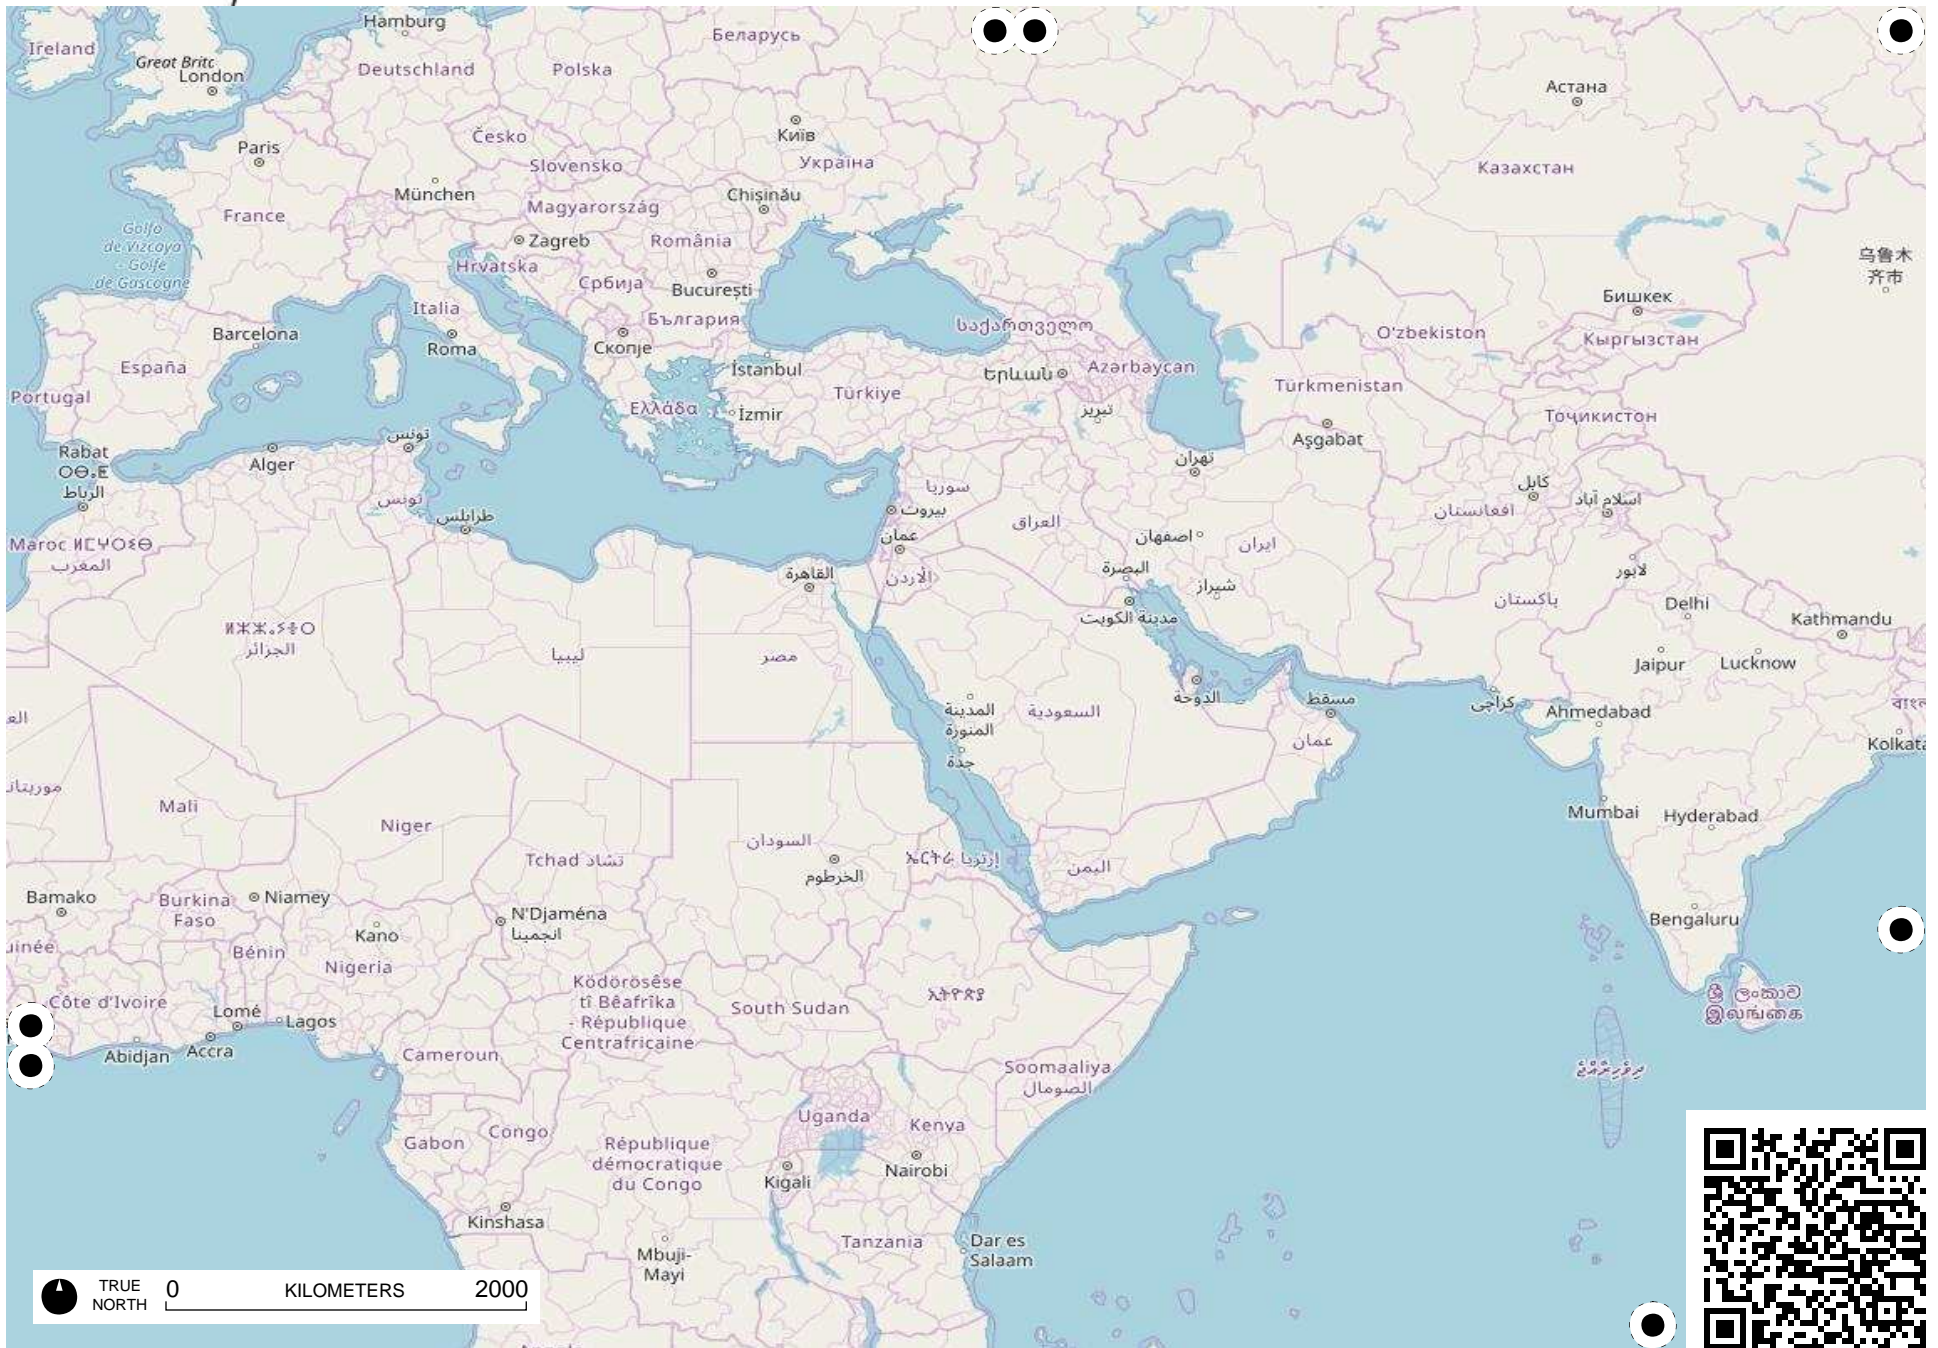 Hamburg
Ireland
Беларусь
Great Britc
London
Deutschland
Polska
Астана
Česko
Київ
Paris
Slovensko
Україна
Казахстан
München
Chișinău
Magyarország
France
Golfo
de Vizcaya
- Golfe
de Gascogne
Zagreb
România
乌鲁木
齐市
Hrvatska
Србија
București
Бишкек
Italia
България
საქართველო
Barcelona
Roma
Скопје
O'zbekiston
Кыргызстан
España
İstanbul
Երևան
Azərbaycan
Portugal
Türkiye
Türkmenistan
Ελλάδα
İzmir
تبریز
Тоҷикистон
تونس
Aşgabat
Rabat
ⵔⴱⴰⵟ
الرباط
Alger
تهران
تونس
سوريا
کابل
اسلام آباد
طرابلس
بيروت
العراق
افغانستان
عمان
اصفهان
ایران
Maroc ⵍⵎⵖⵔⵉⴱ
المغرب
القاهرة
الأردن
البصرة
شیراز
لاہور
پاکستان
Delhi
مدينة الكويت
Kathmandu
ⵍⵣⵣⴰⵢⴻⵔ
الجزائر
ليبيا
مصر
Jaipur
Lucknow
الدوحة
مسقط
کراچی
المدينة
المنورة
السعودية
Ahmedabad
عمان
Kolkata
جدة
Mali
Niger
Mumbai
Hyderabad
السودان
Tchad تشاد
ኤርትራ إرتريا
اليمن
الخرطوم
Bamako
Burkina
Faso
Niamey
N'Djaména
انجمينا
Bengaluru
Kano
uinée
Bénin
Nigeria
Ködörösêse
tî Bêafrîka
- République
Centrafricaine
ኢትዮጵያ
ශ්‍රී ලංකාව
இலங்கை
Côte d'Ivoire
South Sudan
Lomé
Lagos
Abidjan
Accra
Cameroun
Soomaaliya
الصومال
ދިވެހިރާއްޖެ
Uganda
Kenya
Gabon
Congo
République
démocratique
du Congo
Nairobi
Kigali
Kinshasa
Tanzania
Dar es
Salaam
Mbuji-
Mayi
TRUE
NORTH
0 KILOMETERS 2000